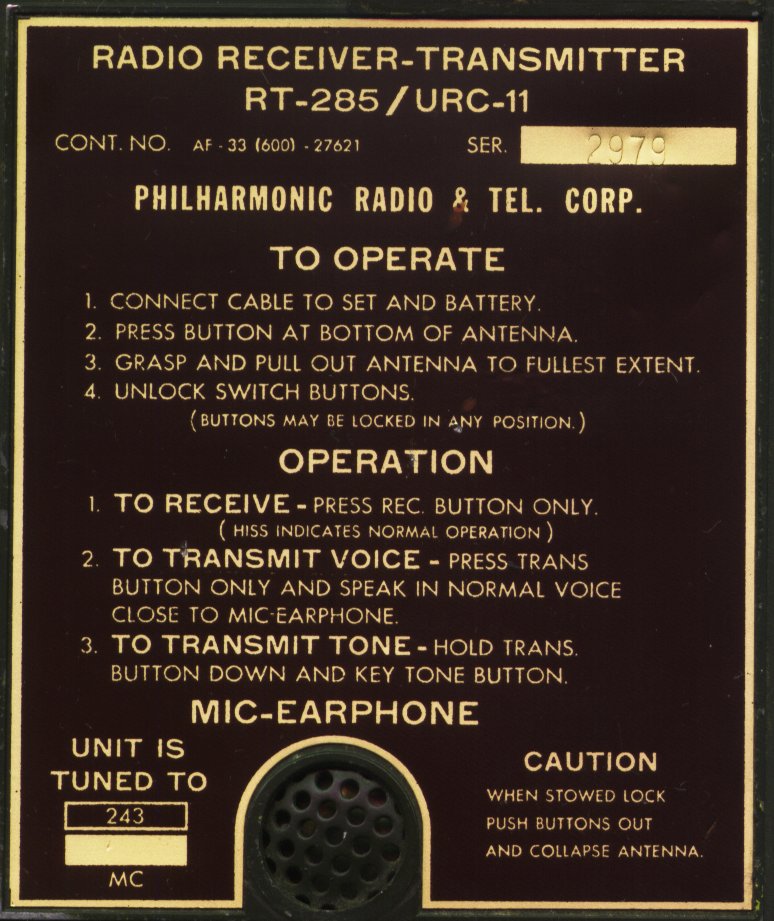 RADIO RECEIVER-TRANSMITTER
RT-285/URC-11
CONT. NO. AF-33 (600) -27621 SER. 2979
PHILHARMONIC RADIO & TEL. CORP.
TO OPERATE
1. CONNECT CABLE TO SET AND BATTERY.
2. PRESS BUTTON AT BOTTOM OF ANTENNA.
3. GRASP AND PULL OUT ANTENNA TO FULLEST EXTENT.
4. UNLOCK SWITCH BUTTONS.
(BUTTONS MAY BE LOCKED IN ANY POSITION.)
OPERATION
1. TO RECEIVE - PRESS REC. BUTTON ONLY.
( HISS INDICATES NORMAL OPERATION )
2. TO TRANSMIT VOICE - PRESS TRANS
BUTTON ONLY AND SPEAK IN NORMAL VOICE
CLOSE TO MIC-EARPHONE.
3. TO TRANSMIT TONE - HOLD TRANS.
BUTTON DOWN AND KEY TONE BUTTON.
MIC-EARPHONE
UNIT IS
TUNED TO
243
MC
CAUTION
WHEN STOWED LOCK
PUSH BUTTONS OUT
AND COLLAPSE ANTENNA.